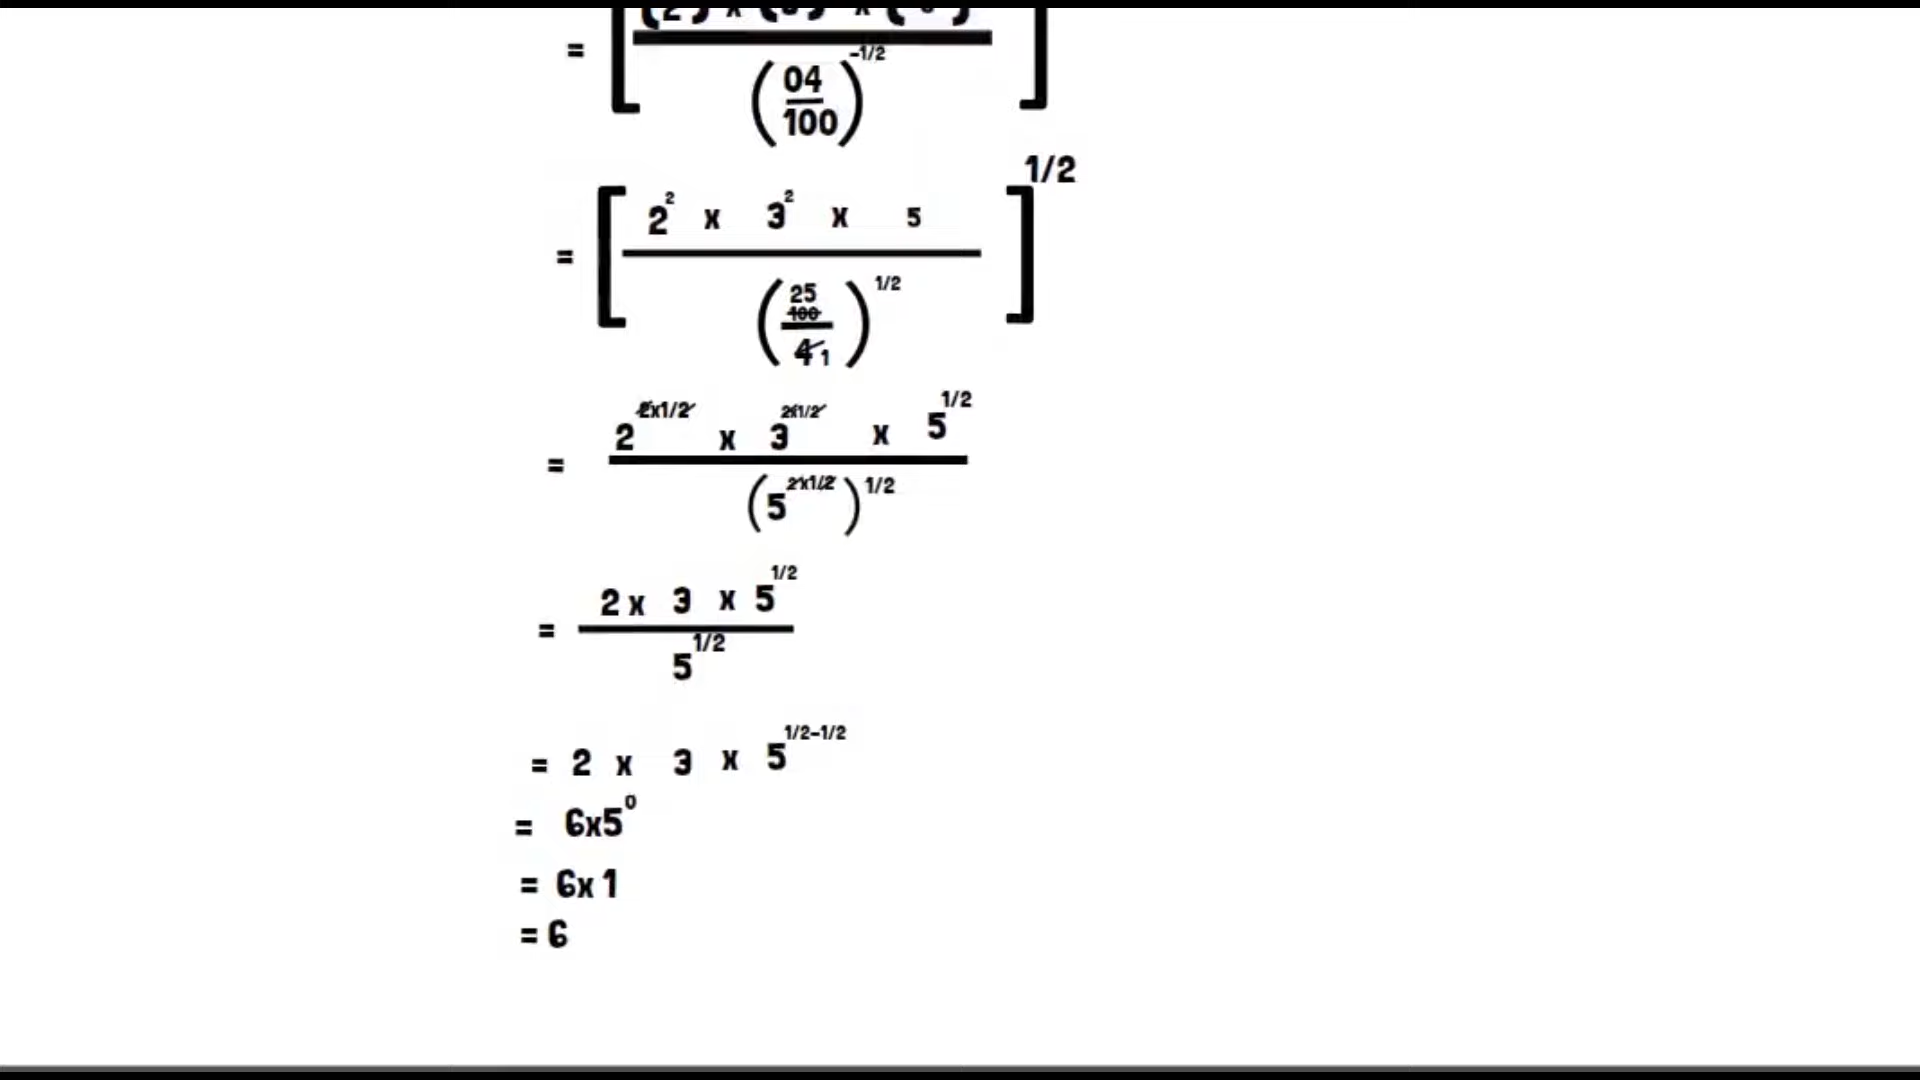 = [ / ]
(04/100)^-1/2
= [ 2^2 x 3^2 x 5 / (25 100/4 1)^1/2 ]^1/2
= 2^2x1/2 x 3^2x1/2 x 5^1/2 / (5^2x1/2)^1/2
= 2 x 3 x 5^1/2 / 5^1/2
= 2 x 3 x 5^1/2-1/2
= 6x5^0
= 6x1
= 6